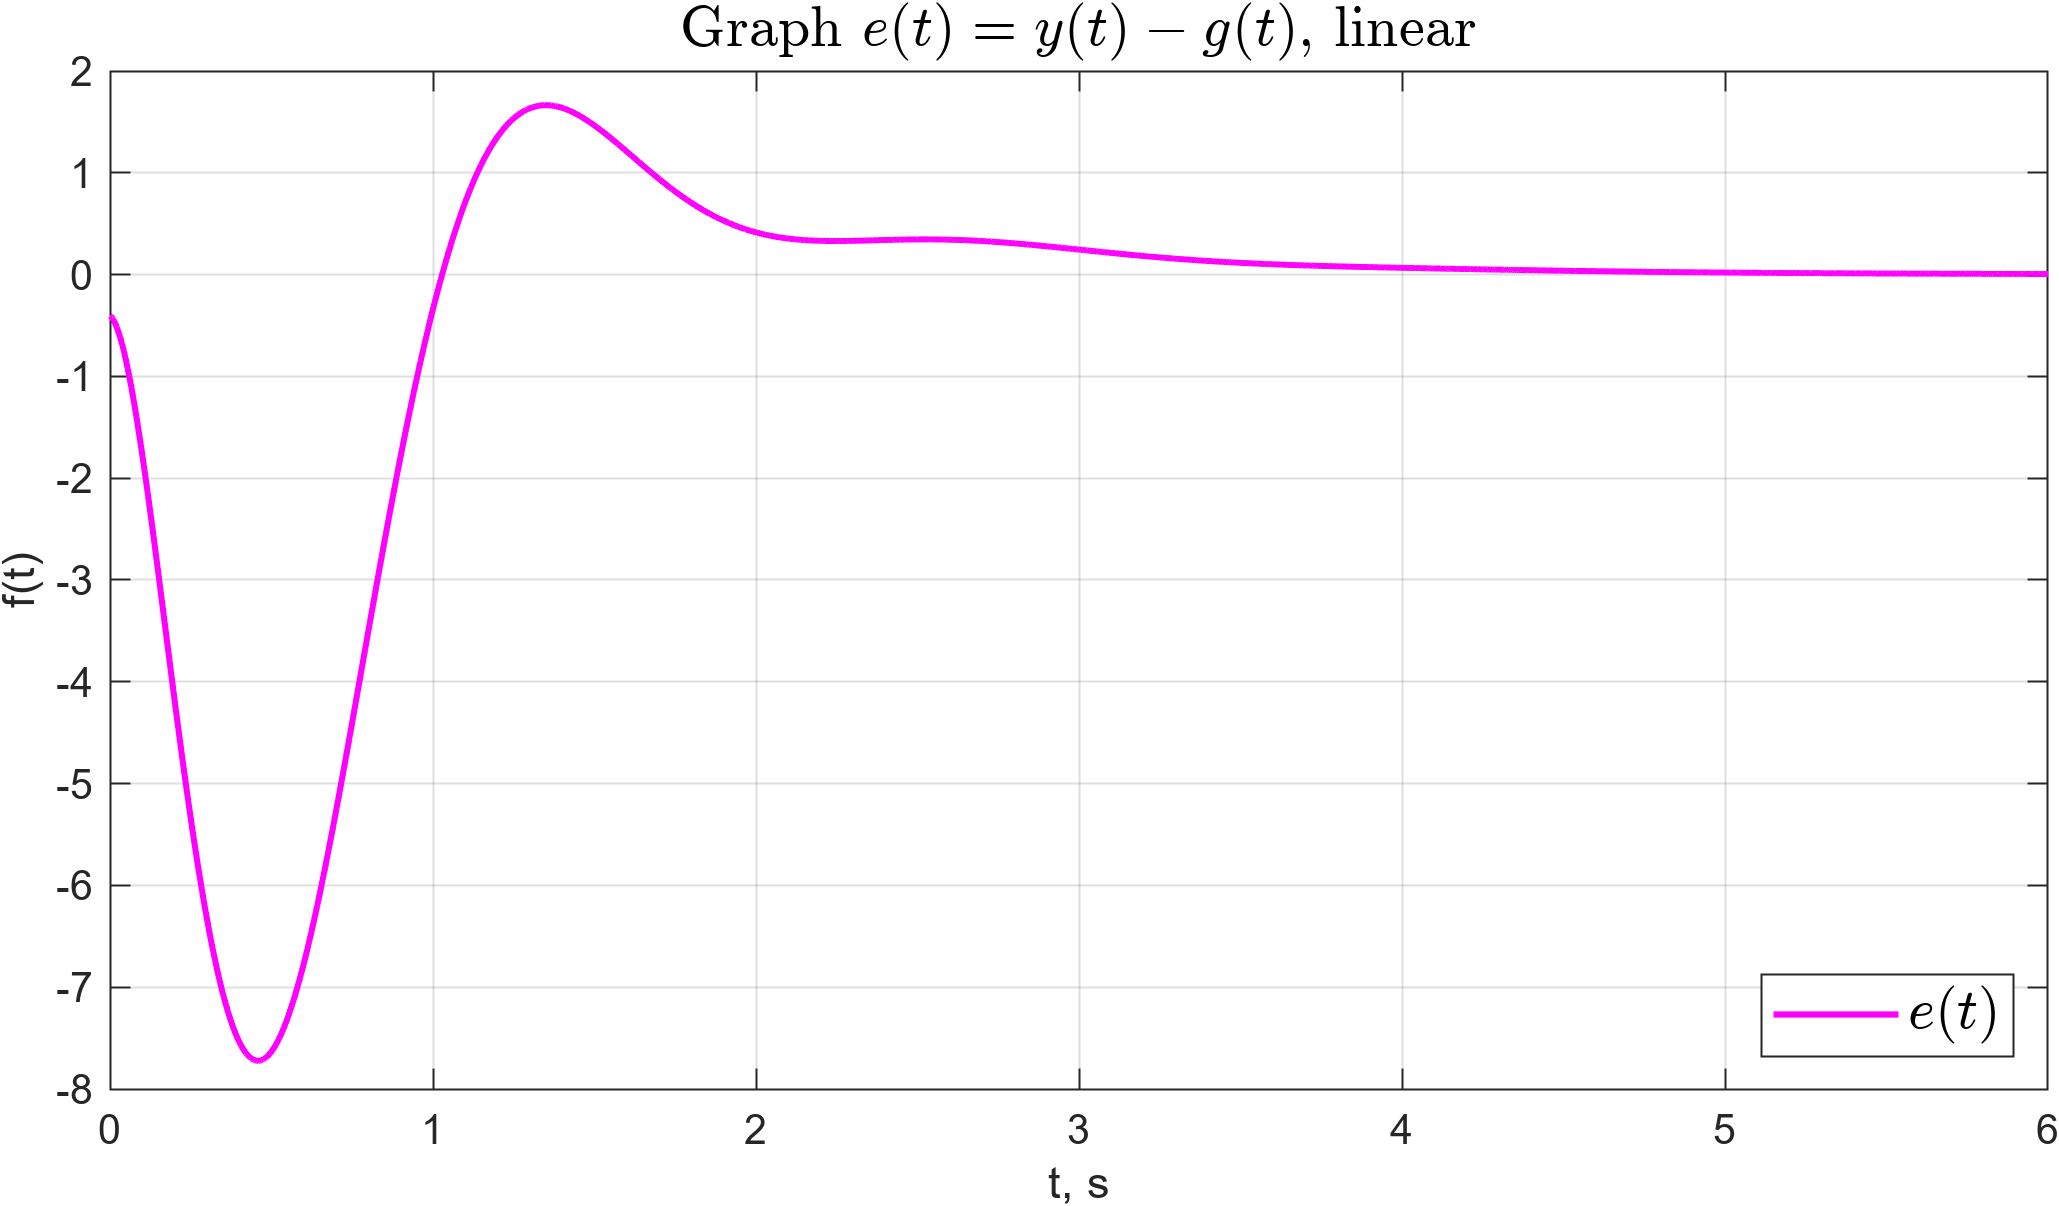 Graph e(t) = y(t) − g(t), linear
2
1
0
-1
-2
-3
-4
-5
-6
-7
-8
f(t)
e(t)
0 1 2 3 4 5 6
t, s